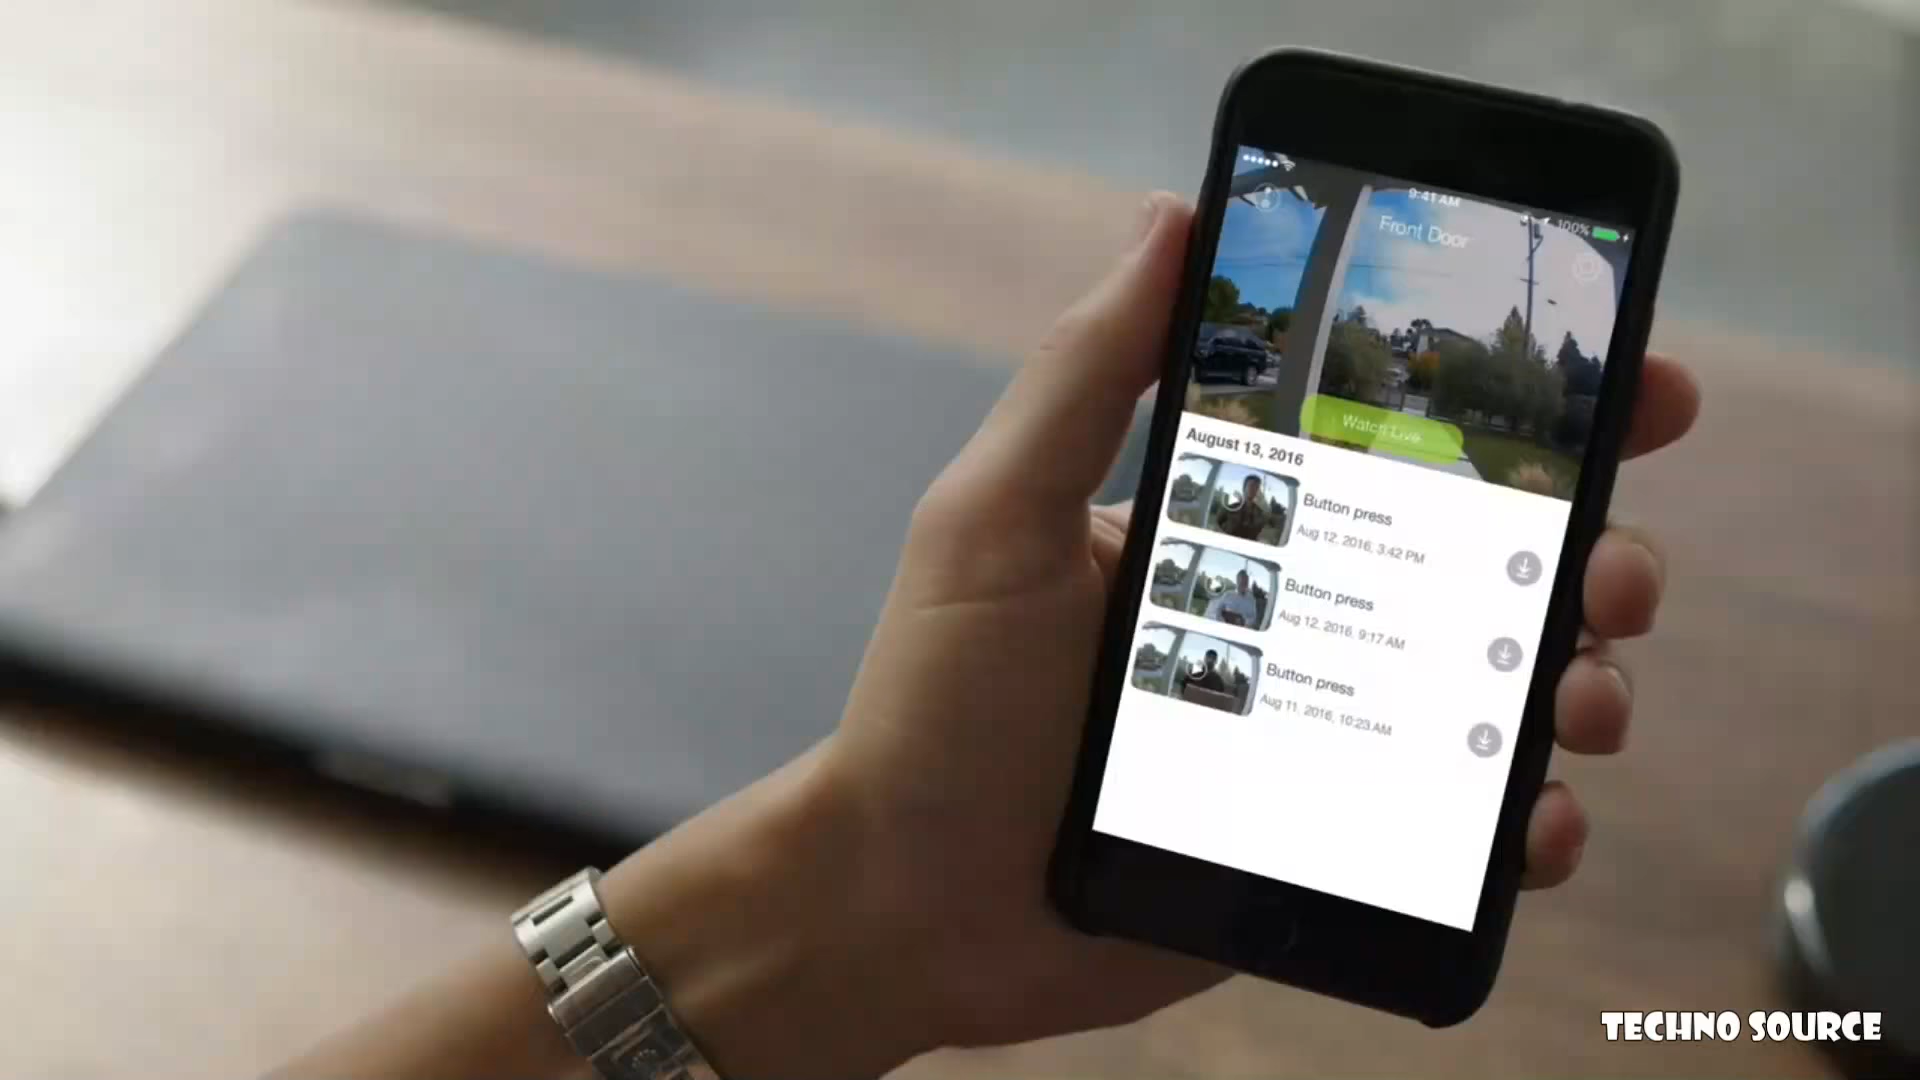 9:41 AM
100%
Front Door
Watch Live
August 13, 2016
Button press
Aug 12, 2016, 3:42 PM
Button press
Aug 12, 2016, 9:17 AM
Button press
Aug 11, 2016, 10:23 AM
TECHNO SOURCE